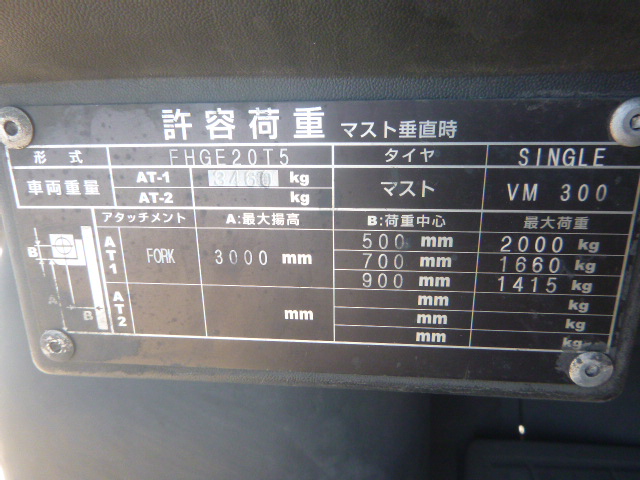 許容荷重 マスト垂直時
形式 FHGE20T5 タイヤ SINGLE
車両重量 AT-1 3460 kg マスト VM 300
AT-2 kg
アタッチメント A:最大揚高 B:荷重中心 最大荷重
AT1 FORK 3000 mm 500 mm 2000 kg
700 mm 1660 kg
900 mm 1415 kg
AT2 mm mm kg
mm kg
mm kg
B
A
B